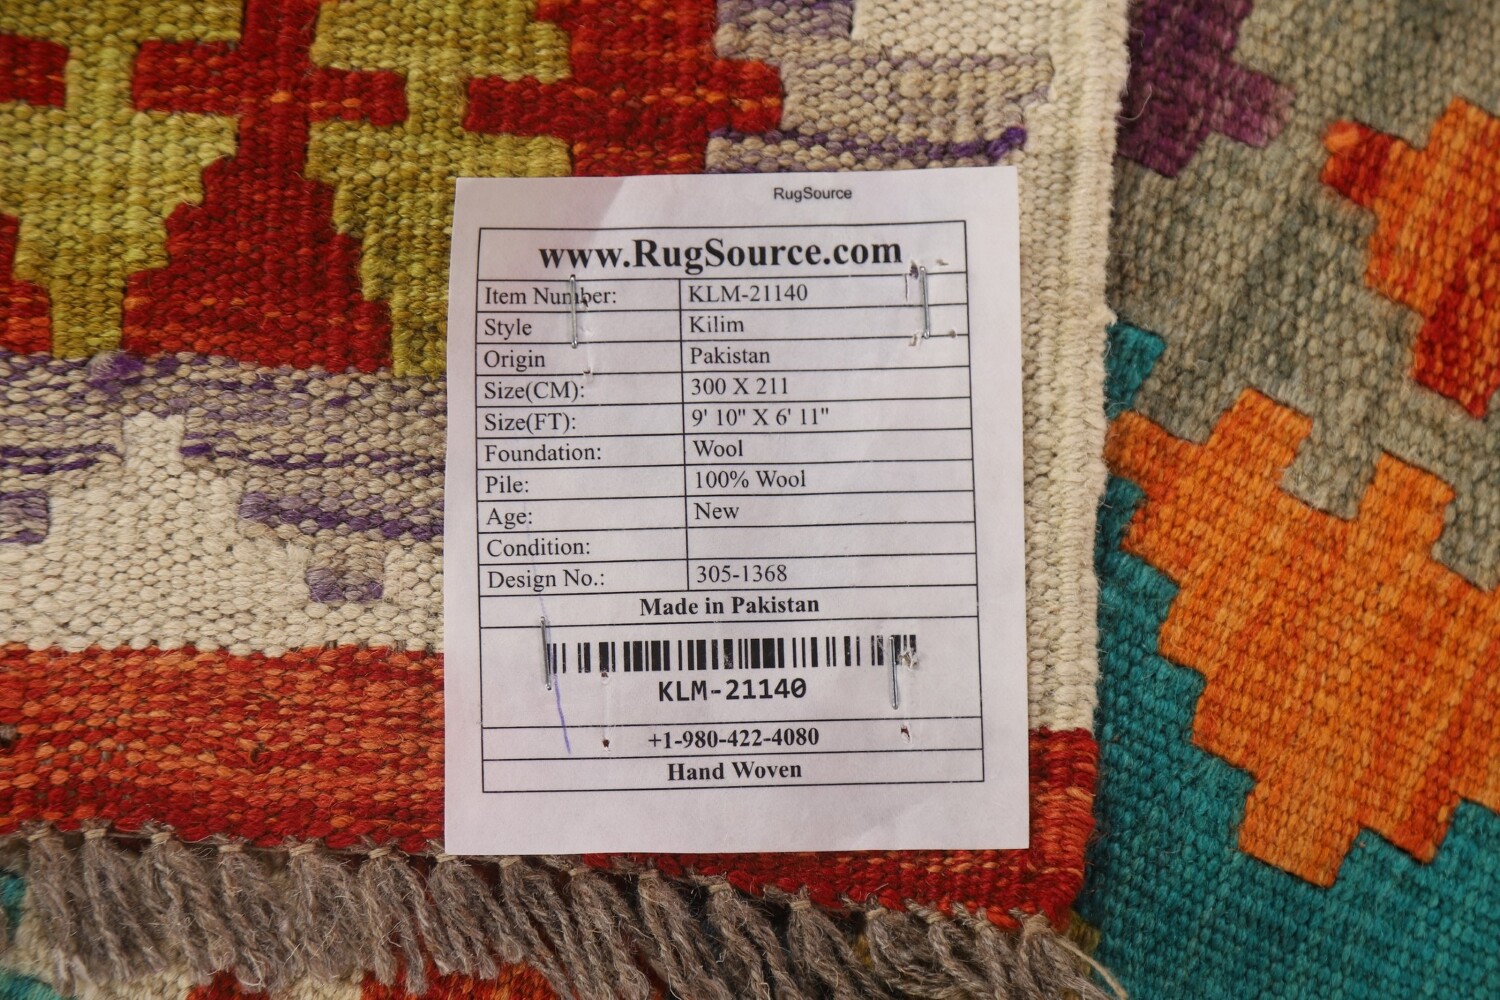 RugSource
www.RugSource.com
Item Number: KLM-21140
Style Kilim
Origin Pakistan
Size(CM): 300 X 211
Size(FT): 9' 10" X 6' 11"
Foundation: Wool
Pile: 100% Wool
Age: New
Condition:
Design No.: 305-1368
Made in Pakistan
KLM-21140
+1-980-422-4080
Hand Woven